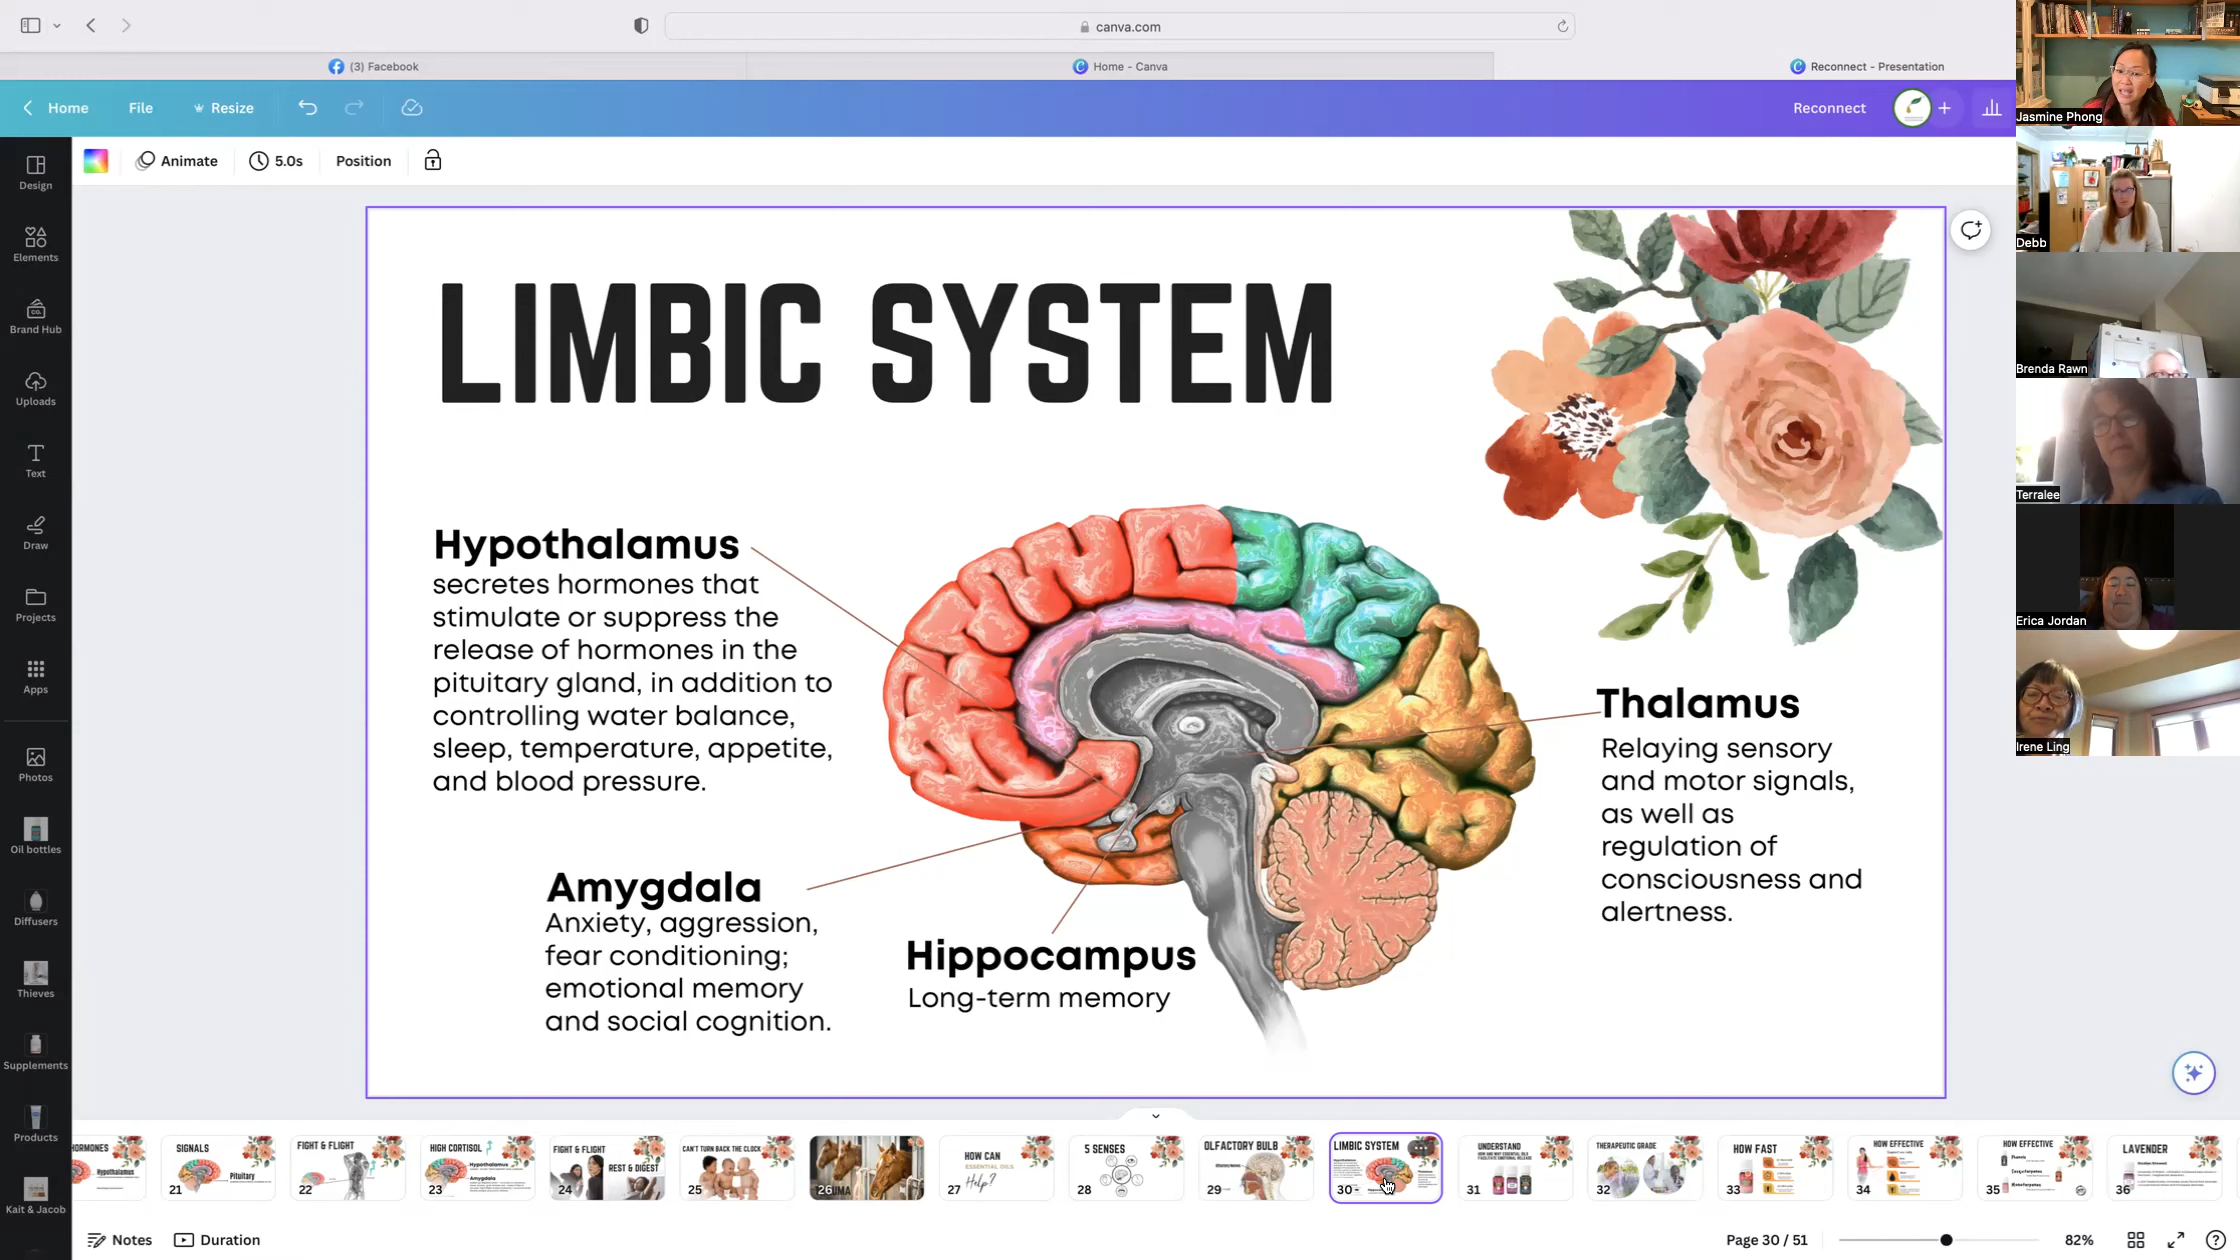 canva.com
(3) Facebook
Home - Canva
Reconnect - Presentation
Home
File
Resize
Reconnect
Animate
5.0s
Position
Design
Elements
Brand Hub
Uploads
Text
Draw
Projects
Apps
Photos
Oil bottles
Diffusers
Thieves
Supplements
Products
Kait & Jacob
LIMBIC SYSTEM
Hypothalamus
secretes hormones that
stimulate or suppress the
release of hormones in the
pituitary gland, in addition to
controlling water balance,
sleep, temperature, appetite,
and blood pressure.
Amygdala
Anxiety, aggression,
fear conditioning;
emotional memory
and social cognition.
Hippocampus
Long-term memory
Thalamus
Relaying sensory
and motor signals,
as well as
regulation of
consciousness and
alertness.
Jasmine Phong
Debb
Brenda Rawn
Terralee
Erica Jordan
Irene Ling
HORMONES
Hypothalamus
SIGNALS
Pituitary
21
FIGHT & FLIGHT
22
HIGH CORTISOL
Hypothalamus
Amygdala
23
FIGHT & FLIGHT
REST & DIGEST
24
CAN'T TURN BACK THE CLOCK
25
26
HOW CAN
ESSENTIAL OILS
Help?
27
5 SENSES
28
OLFACTORY BULB
29
LIMBIC SYSTEM
30
UNDERSTAND
31
THERAPEUTIC GRADE
32
HOW FAST
33
HOW EFFECTIVE
34
HOW EFFECTIVE
35
LAVENDER
36
Notes
Duration
Page 30 / 51
82%